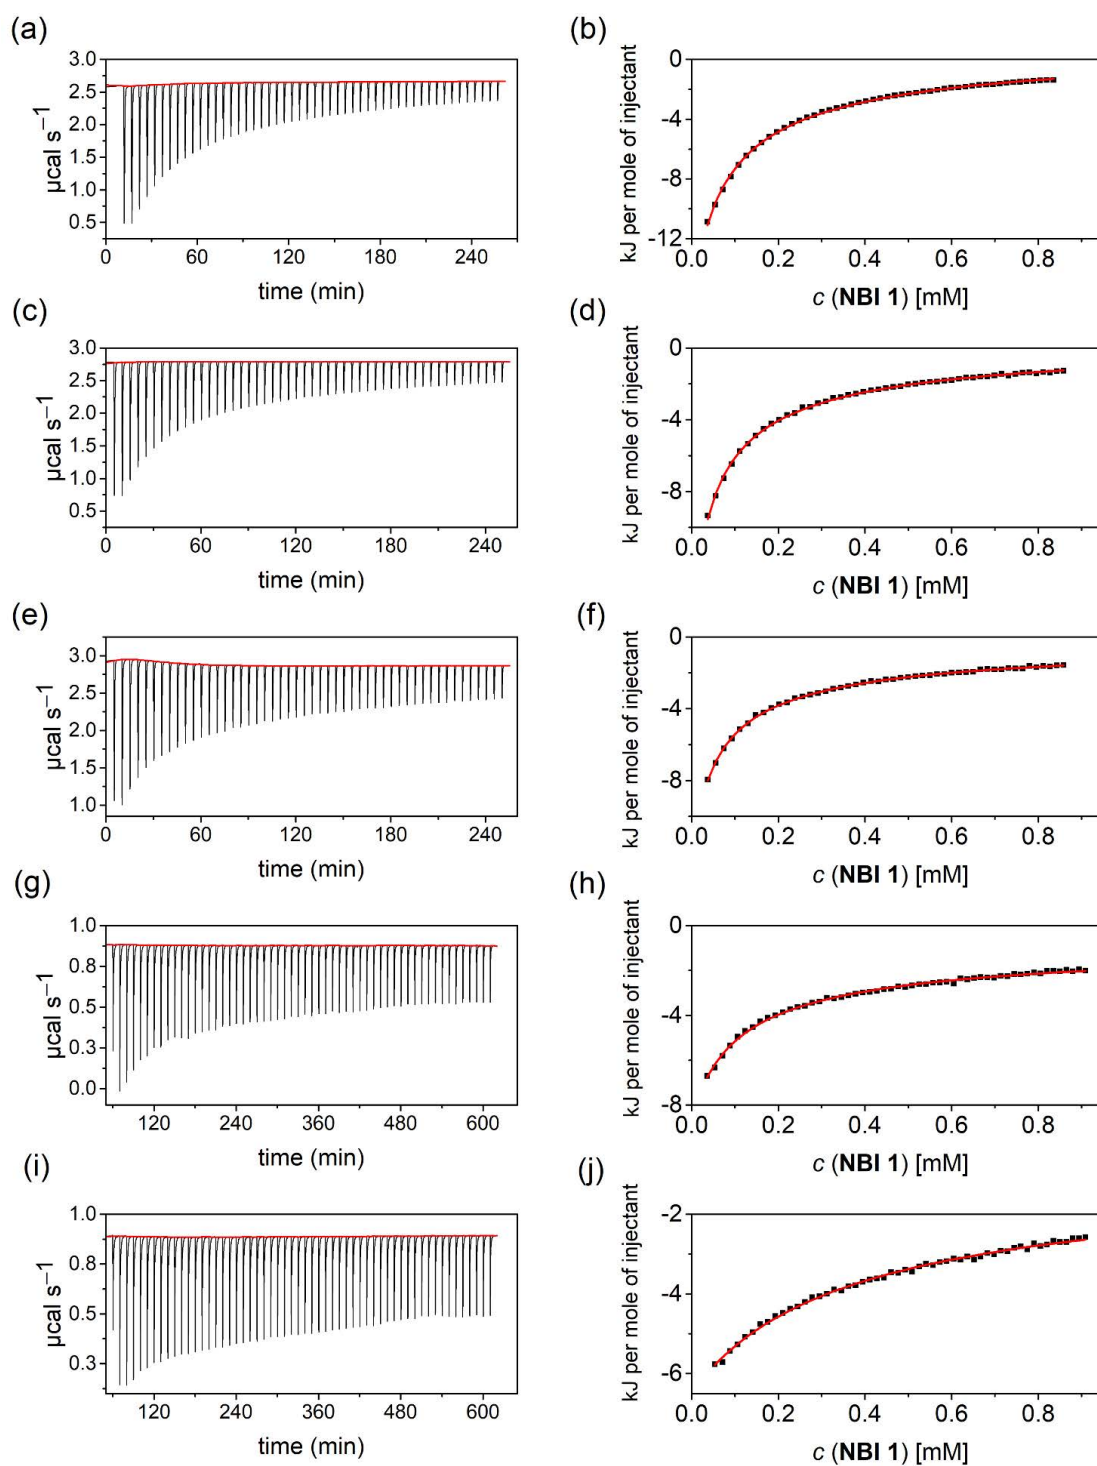 (a)
3.0
2.5
2.0
1.5
1.0
0.5
μcal s⁻¹
0 60 120 180 240
time (min)
(b)
0
-4
-8
-12
kJ per mole of injectant
0.0 0.2 0.4 0.6 0.8
c (NBI 1) [mM]
(c)
3.0
2.5
2.0
1.5
1.0
0.5
μcal s⁻¹
0 60 120 180 240
time (min)
(d)
0
-4
-8
kJ per mole of injectant
0.0 0.2 0.4 0.6 0.8
c (NBI 1) [mM]
(e)
3.0
2.5
2.0
1.5
1.0
μcal s⁻¹
0 60 120 180 240
time (min)
(f)
0
-4
-8
kJ per mole of injectant
0.0 0.2 0.4 0.6 0.8
c (NBI 1) [mM]
(g)
1.0
0.8
0.5
0.3
0.0
μcal s⁻¹
120 240 360 480 600
time (min)
(h)
0
-4
-8
kJ per mole of injectant
0.0 0.2 0.4 0.6 0.8
c (NBI 1) [mM]
(i)
1.0
0.8
0.5
0.3
μcal s⁻¹
120 240 360 480 600
time (min)
(j)
-2
-4
-6
kJ per mole of injectant
0.0 0.2 0.4 0.6 0.8
c (NBI 1) [mM]